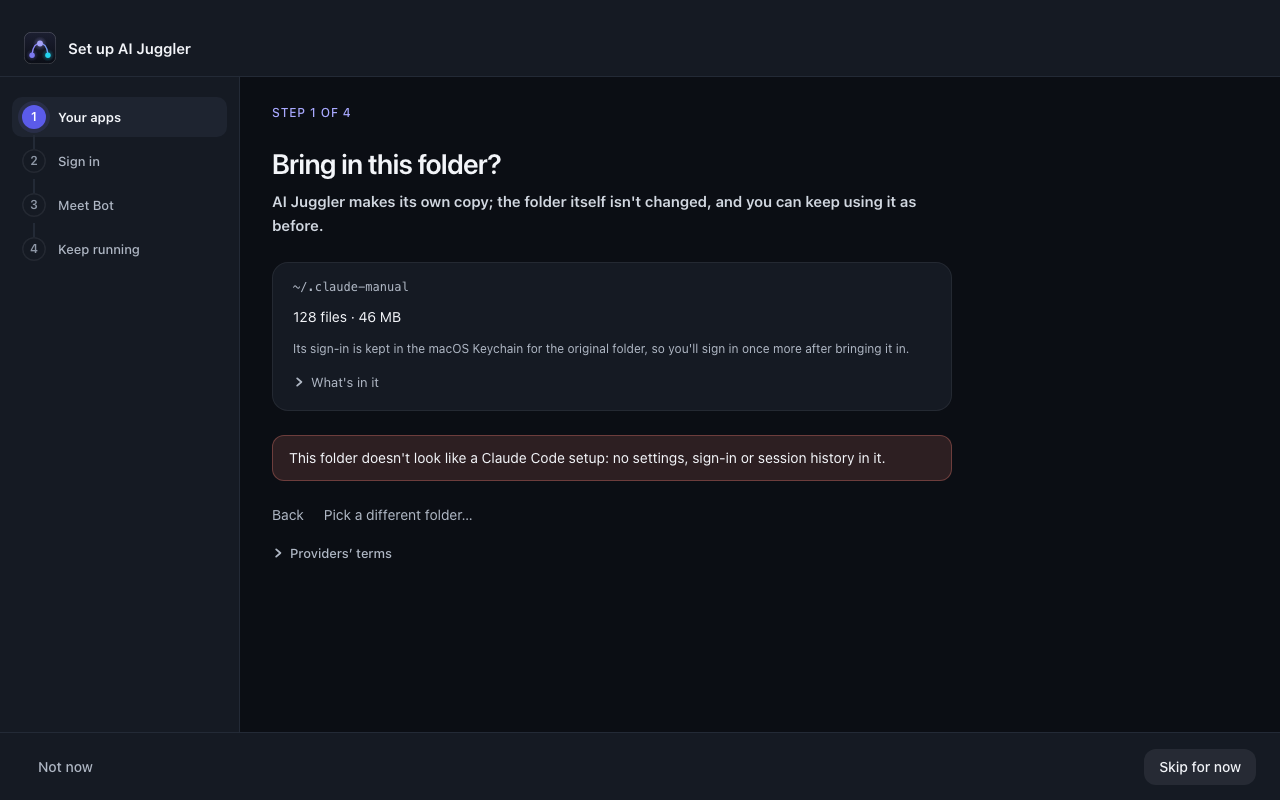 Set up AI Juggler
1 Your apps
2 Sign in
3 Meet Bot
4 Keep running
STEP 1 OF 4
Bring in this folder?
AI Juggler makes its own copy; the folder itself isn't changed, and you can keep using it as
before.
~/.claude-manual
128 files · 46 MB
Its sign-in is kept in the macOS Keychain for the original folder, so you'll sign in once more after bringing it in.
What's in it
This folder doesn't look like a Claude Code setup: no settings, sign-in or session history in it.
Back Pick a different folder…
Providers’ terms
Not now
Skip for now